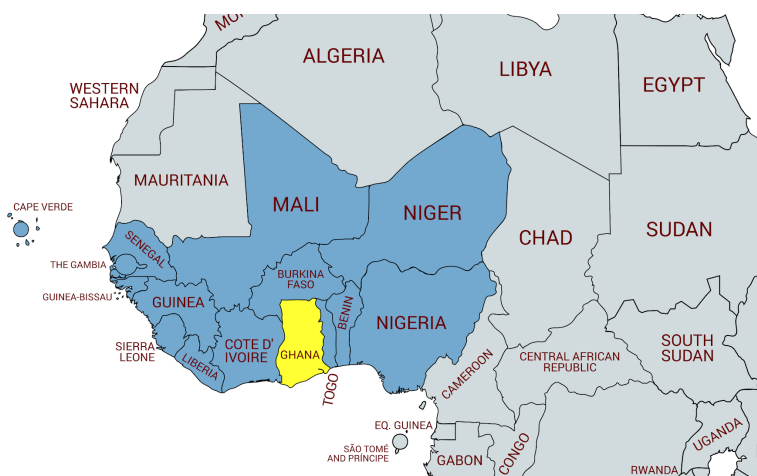 MO
ALGERIA
LIBYA
EGYPT
WESTERN
SAHARA
MAURITANIA
MALI
NIGER
CHAD
SUDAN
CAPE VERDE
SENEGAL
THE GAMBIA
GUINEA-BISSAU
GUINEA
BURKINA
FASO
BENIN
NIGERIA
SIERRA
LEONE
LIBERIA
COTE D'
IVOIRE
GHANA
TOGO
CAMEROON
CENTRAL AFRICAN
REPUBLIC
SOUTH
SUDAN
EQ. GUINEA
SÃO TOMÉ
AND PRÍNCIPE
GABON
CONGO
UGANDA
RWANDA